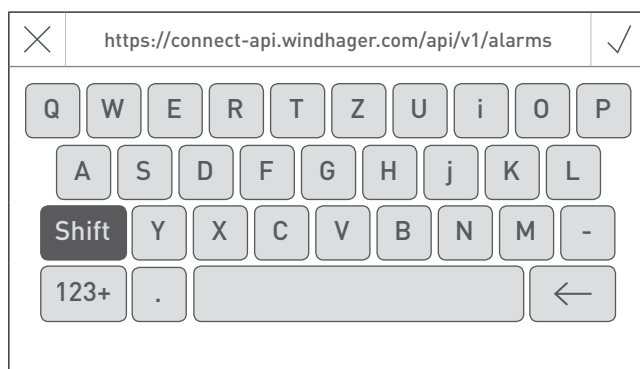 https://connect-api.windhager.com/api/v1/alarms
Q W E R T Z U i O P
A S D F G H j K L
Shift Y X C V B N M -
123+ .